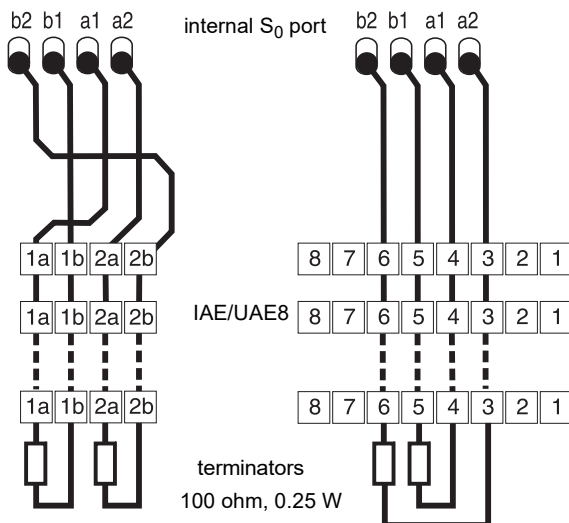 b2 b1 a1 a2 internal S0 port b2 b1 a1 a2
1a 1b 2a 2b 8 7 6 5 4 3 2 1
1a 1b 2a 2b IAE/UAE8 8 7 6 5 4 3 2 1
1a 1b 2a 2b 8 7 6 5 4 3 2 1
terminators
100 ohm, 0.25 W